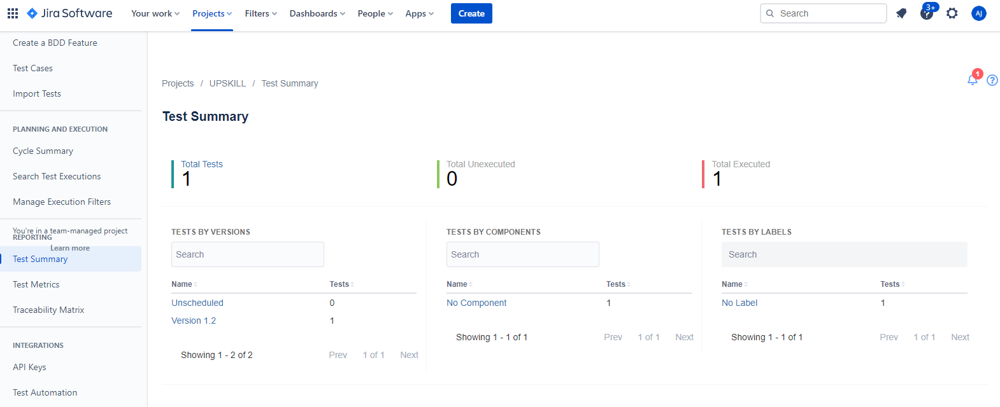 Jira Software Your work Projects Filters Dashboards People Apps Create Search 3+ ? AJ
Create a BDD Feature
Test Cases
Import Tests
PLANNING AND EXECUTION
Cycle Summary
Search Test Executions
Manage Execution Filters
You're in a team-managed project
REPORTING
Learn more
Test Summary
Test Metrics
Traceability Matrix
INTEGRATIONS
API Keys
Test Automation
1
?
Projects / UPSKILL / Test Summary
Test Summary
Total Tests
1
Total Unexecuted
0
Total Executed
1
TESTS BY VERSIONS
Search
Name Tests
Unscheduled 0
Version 1.2 1
Showing 1 - 2 of 2 Prev 1 of 1 Next
TESTS BY COMPONENTS
Search
Name Tests
No Component 1
Showing 1 - 1 of 1 Prev 1 of 1 Next
TESTS BY LABELS
Search
Name Tests
No Label 1
Showing 1 - 1 of 1 Prev 1 of 1 Next